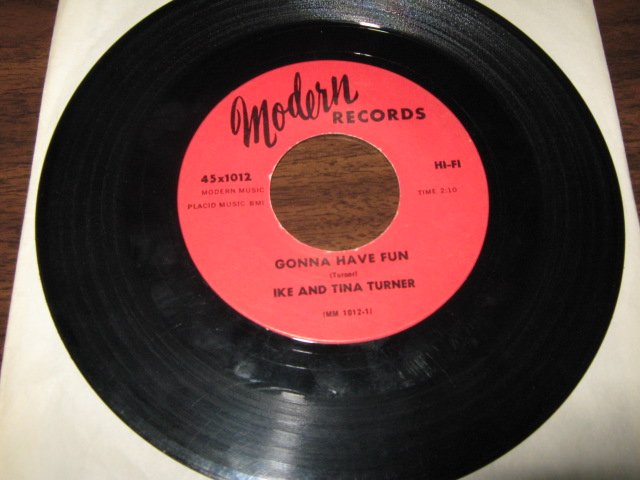 Modern
RECORDS
45x1012
HI-FI
MODERN MUSIC
TIME 2:10
PLACID MUSIC BMI
GONNA HAVE FUN
(Turner)
IKE AND TINA TURNER
(MM 1012-1)